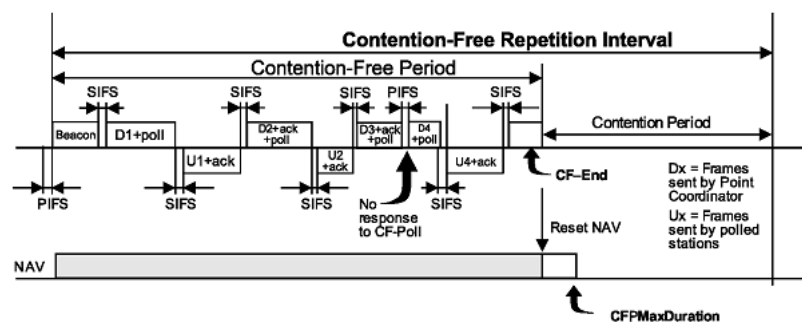 Contention-Free Repetition Interval
Contention-Free Period
SIFS
SIFS
SIFS
PIFS
SIFS
Beacon
D1+poll
D2+ack
+poll
D3+ack
+poll
D4
+poll
Contention Period
U1+ack
U2
+ack
U4+ack
CF-End
PIFS
SIFS
SIFS
SIFS
No
response
to CF-Poll
Dx = Frames
sent by Point
Coordinator
Ux = Frames
sent by polled
stations
Reset NAV
NAV
CFPMaxDuration